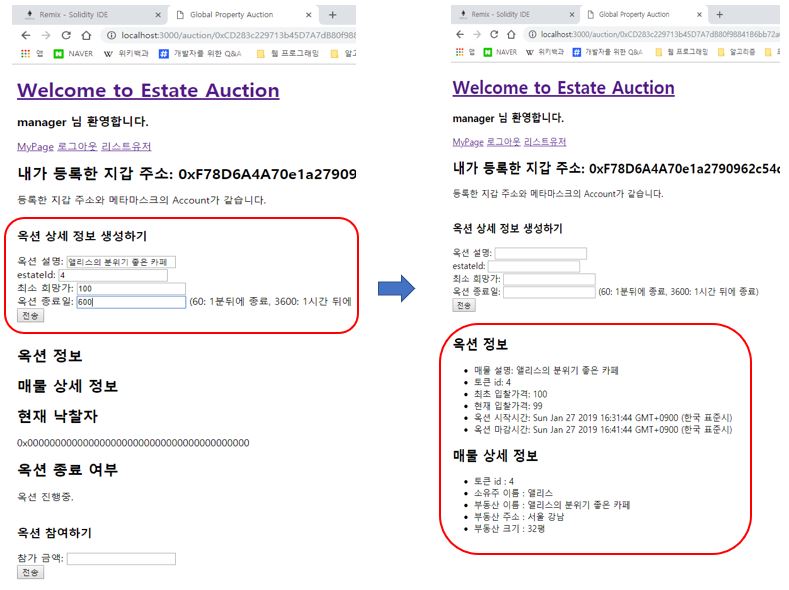 Remix - Solidity IDE
Global Property Auction
localhost:3000/auction/0xCD283c229713b45D7A7dB80f988
앱
NAVER
위키백과
개발자를 위한 Q&A
웹 프로그래밍
알고
Welcome to Estate Auction
manager 님 환영합니다.
MyPage 로그아웃 리스트유저
내가 등록한 지갑 주소: 0xF78D6A4A70e1a27909
등록한 지갑 주소와 메타마스크의 Account가 같습니다.
옥션 상세 정보 생성하기
옥션 설명: 앨리스의 분위기 좋은 카페
estateId: 4
최소 희망가: 100
옥션 종료일: 600 (60: 1분뒤에 종료, 3600: 1시간 뒤에
전송
옥션 정보
매물 상세 정보
현재 낙찰자
0x0000000000000000000000000000000000000000
옥션 종료 여부
옥션 진행중.
옥션 참여하기
참가 금액:
전송
Remix - Solidity IDE
Global Property Auction
localhost:3000/auction/0xCD283c229713b45D7A7dB80f9884186bb72a
앱
NAVER
위키백과
개발자를 위한 Q&A
웹 프로그래밍
알고리즘
Welcome to Estate Auction
manager 님 환영합니다.
MyPage 로그아웃 리스트유저
내가 등록한 지갑 주소: 0xF78D6A4A70e1a2790962c54c
등록한 지갑 주소와 메타마스크의 Account가 같습니다.
옥션 상세 정보 생성하기
옥션 설명:
estateId:
최소 희망가:
옥션 종료일: (60: 1분뒤에 종료, 3600: 1시간 뒤에 종료)
전송
옥션 정보
매물 설명: 앨리스의 분위기 좋은 카페
토큰 id: 4
최초 입찰가격: 100
현재 입찰가격: 99
옥션 시작시간: Sun Jan 27 2019 16:31:44 GMT+0900 (한국 표준시)
옥션 마감시간: Sun Jan 27 2019 16:41:44 GMT+0900 (한국 표준시)
매물 상세 정보
토큰 id : 4
소유주 이름 : 앨리스
부동산 이름 : 앨리스의 분위기 좋은 카페
부동산 주소 : 서울 강남
부동산 크기 : 32평